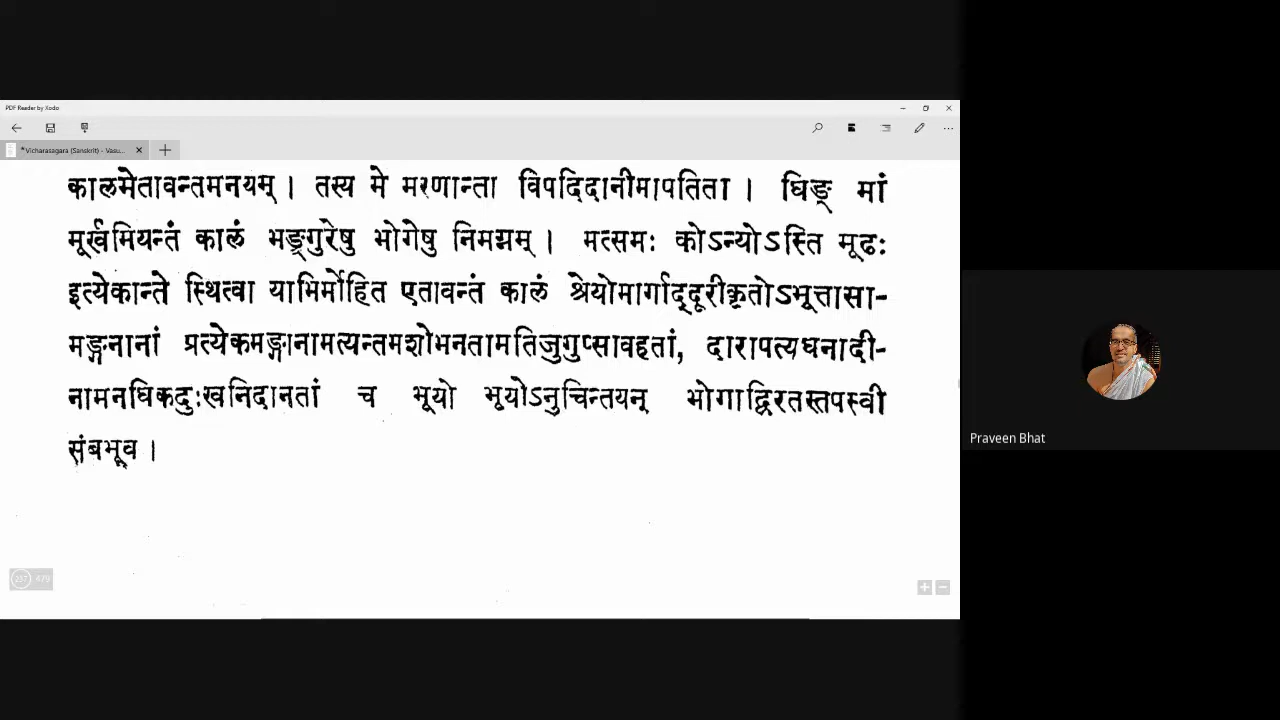 PDF Reader by Xodo
*Vicharasagara (Sanskrit) - Vasu...
कालमेतावन्तमनयम् । तस्य मे मरणान्ता विपदिदानीमापतिता । धिङ् मां
मूर्खमियन्तं कालं भङ्गुरेषु भोगेषु निमग्नम् । मत्समः कोऽन्योऽस्ति मूढः
इत्येकान्ते स्थित्वा याभिर्मोहित एतावन्तं कालं श्रेयोमार्गाद्दूरीकृतोऽभूत्तासा-
मङ्गनानां प्रत्येकमङ्गानामत्यन्तमशोभनतामतिजुगुप्सावहतां, दारापत्यधनादी-
नामनधिकदुःखनिदानतां च भूयो भूयोऽनुचिन्तयन् भोगाद्विरतस्तपस्वी
संबभूव ।
237 479
Praveen Bhat